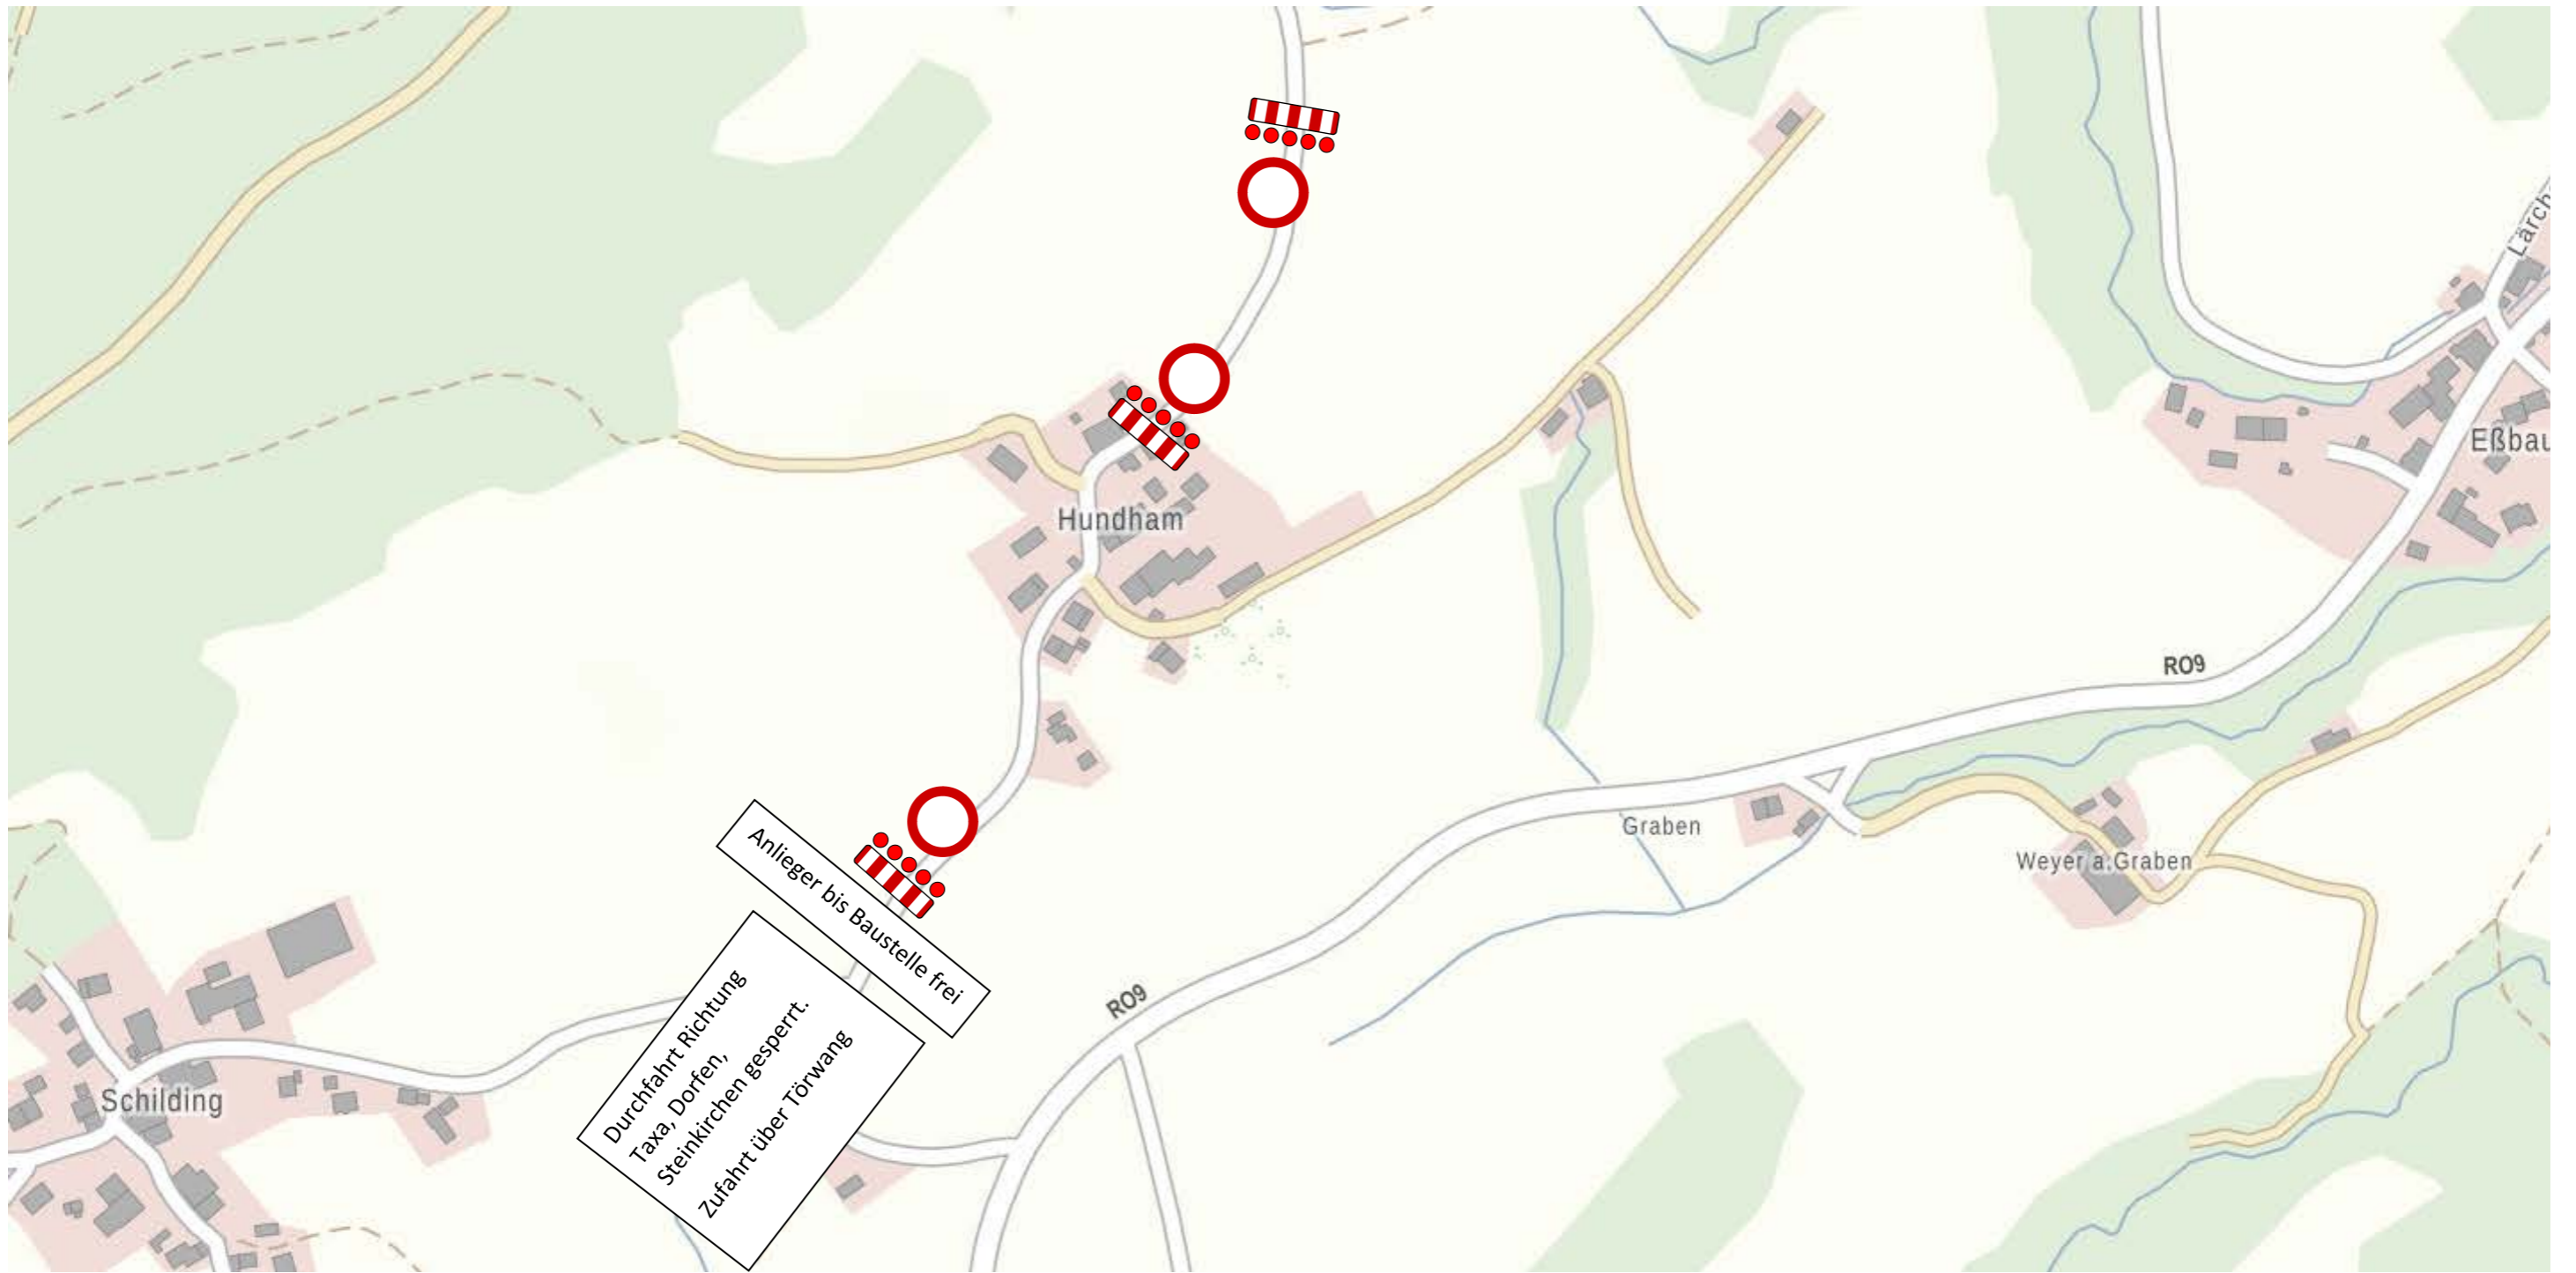 Lärch
Eßbau
Hundham
RO9
Graben
Weyer a.Graben
Anlieger bis Baustelle frei
RO9
Durchfahrt Richtung
Taxa, Dorfen,
Steinkirchen gesperrt.
Zufahrt über Törwang
Schilding